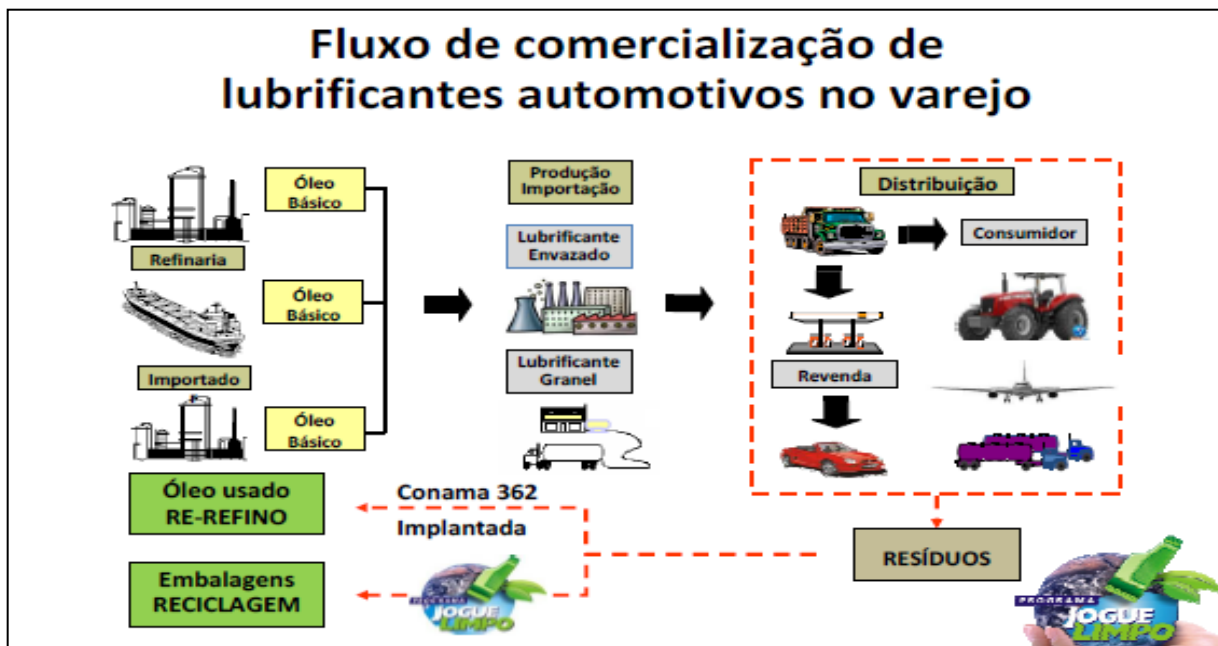 Fluxo de comercialização de
lubrificantes automotivos no varejo
Óleo
Básico
Refinaria
Óleo
Básico
Importado
Óleo
Básico
Óleo usado
RE-REFINO
Embalagens
RECICLAGEM
Produção
Importação
Lubrificante
Envazado
Lubrificante
Granel
Conama 362
Implantada
JOGUE
LIMPO
Distribuição
Consumidor
Revenda
RESÍDUOS
PROGRAMA
JOGUE
LIMPO